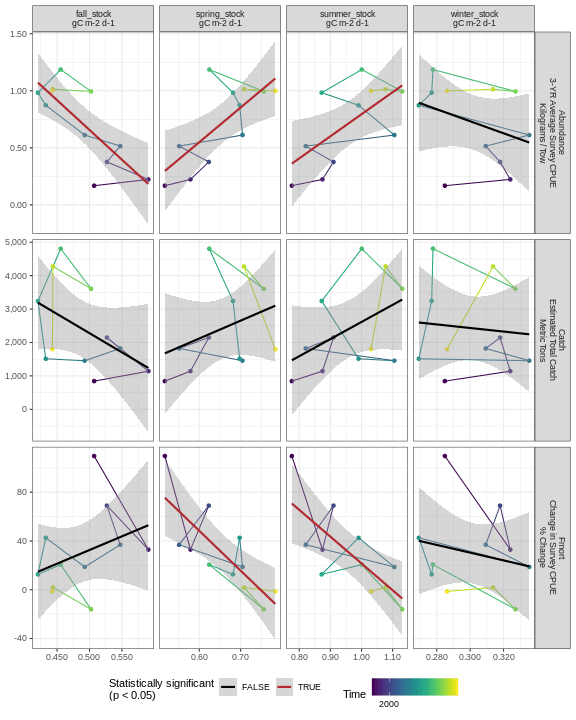 fall_stock
gC m-2 d-1
spring_stock
gC m-2 d-1
summer_stock
gC m-2 d-1
winter_stock
gC m-2 d-1
1.50
1.00
0.50
0.00
Abundance
3-YR Average Survey CPUE
Kilograms / Tow
5,000
4,000
3,000
2,000
1,000
0
Catch
Estimated Total Catch
Metric Tons
80
40
0
-40
Fmort
Change in Survey CPUE
% Change
0.450 0.500 0.550
0.60 0.70
0.80 0.90 1.00 1.10
0.280 0.300 0.320
Statistically significant
(p < 0.05)
FALSE
TRUE
Time
2000